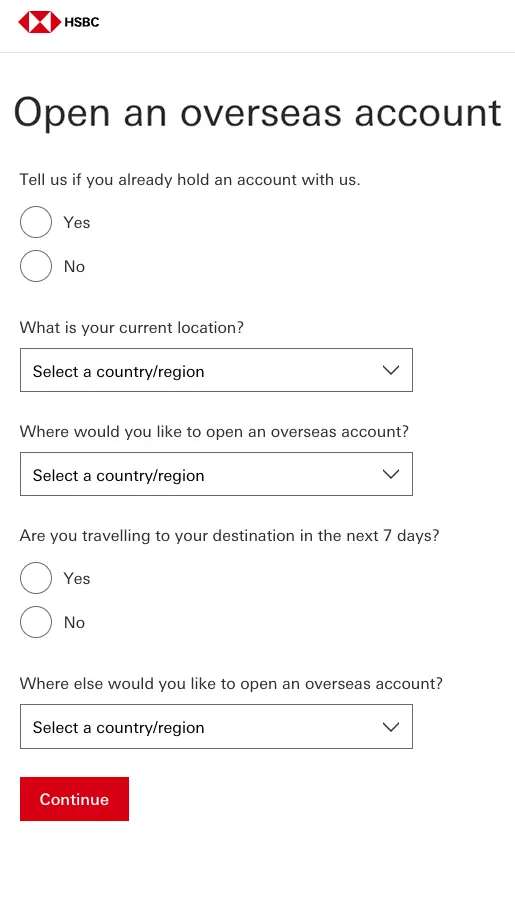 HSBC
Open an overseas account
Tell us if you already hold an account with us.
Yes
No
What is your current location?
Select a country/region
Where would you like to open an overseas account?
Select a country/region
Are you travelling to your destination in the next 7 days?
Yes
No
Where else would you like to open an overseas account?
Select a country/region
Continue